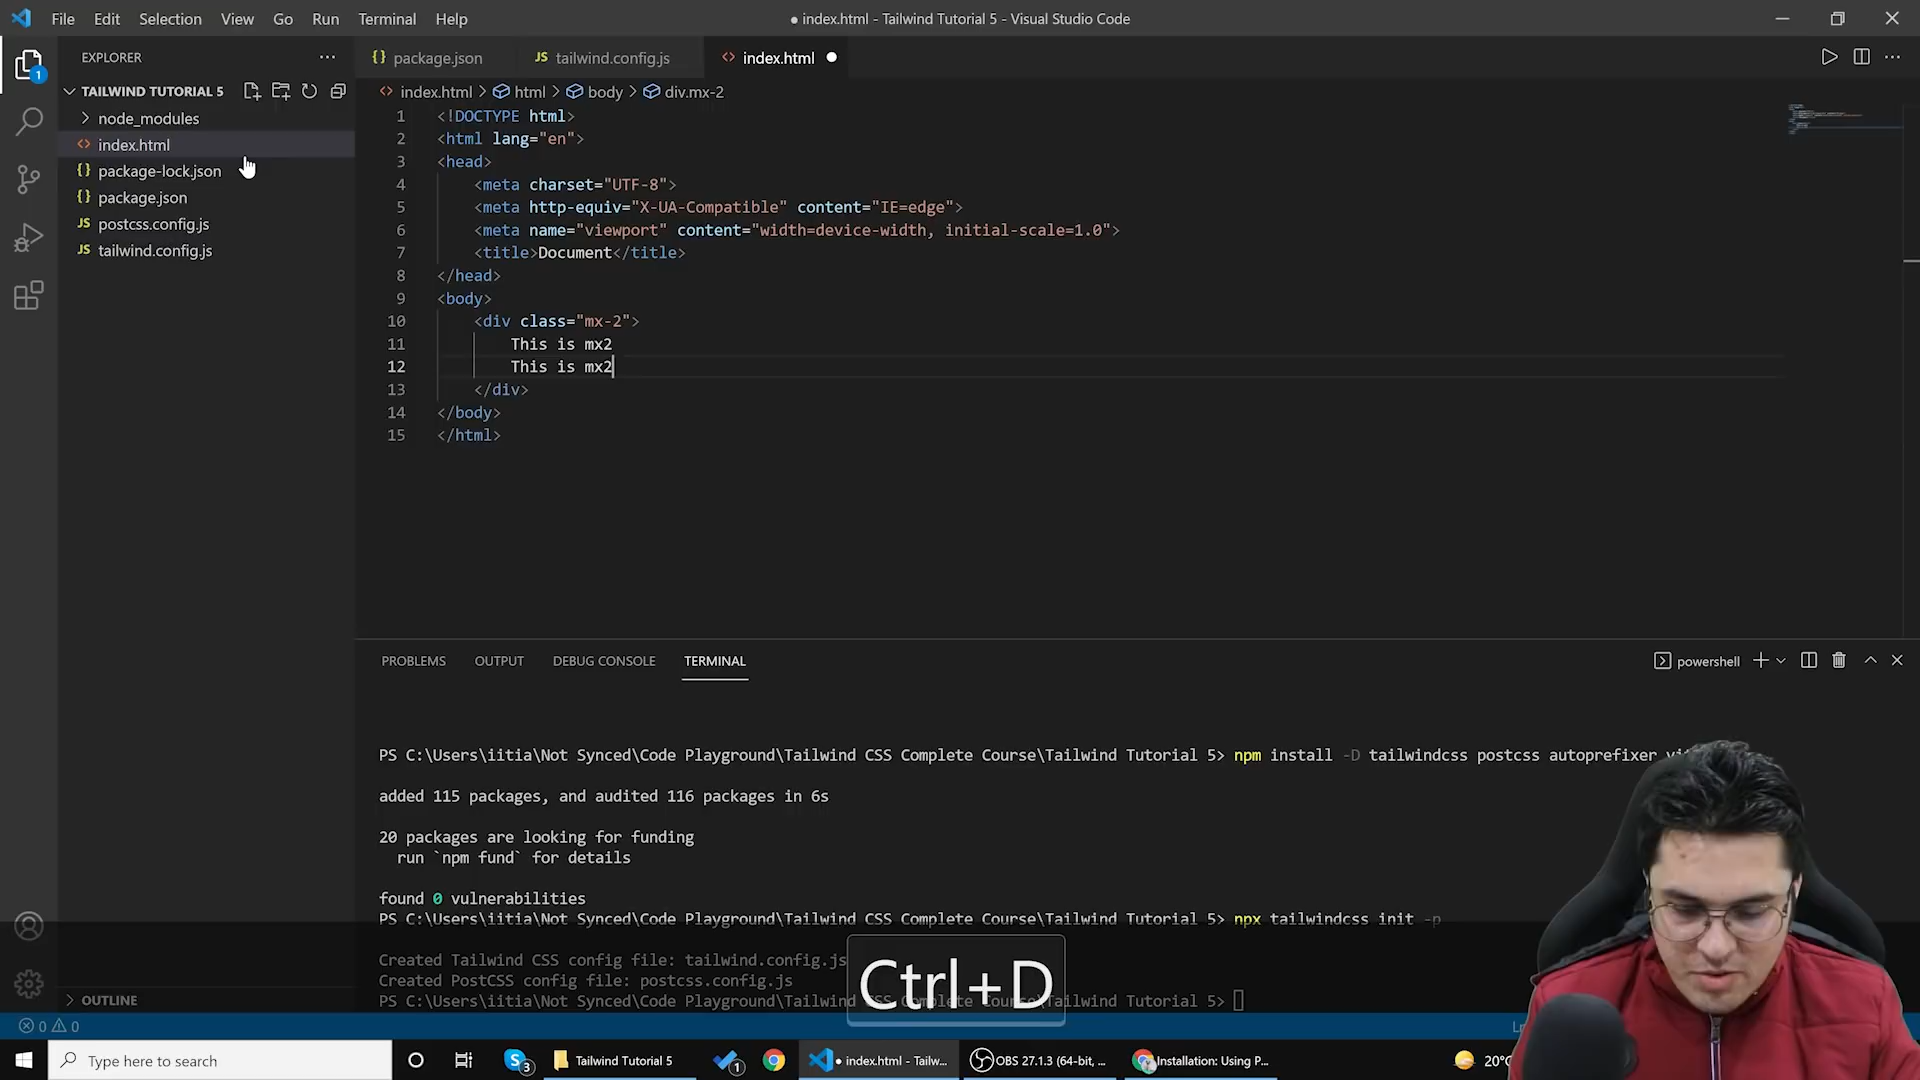 File Edit Selection View Go Run Terminal Help
● index.html - Tailwind Tutorial 5 - Visual Studio Code
EXPLORER
1
TAILWIND TUTORIAL 5
node_modules
index.html
package-lock.json
package.json
postcss.config.js
tailwind.config.js
OUTLINE
package.json
tailwind.config.js
index.html
index.html > html > body > div.mx-2
1 <!DOCTYPE html>
2 <html lang="en">
3 <head>
4 <meta charset="UTF-8">
5 <meta http-equiv="X-UA-Compatible" content="IE=edge">
6 <meta name="viewport" content="width=device-width, initial-scale=1.0">
7 <title>Document</title>
8 </head>
9 <body>
10 <div class="mx-2">
11 This is mx2
12 This is mx2
13 </div>
14 </body>
15 </html>
PROBLEMS OUTPUT DEBUG CONSOLE TERMINAL
powershell
PS C:\Users\iitia\Not Synced\Code Playground\Tailwind CSS Complete Course\Tailwind Tutorial 5> npm install -D tailwindcss postcss autoprefixer
added 115 packages, and audited 116 packages in 6s
20 packages are looking for funding
run `npm fund` for details
found 0 vulnerabilities
PS C:\Users\iitia\Not Synced\Code Playground\Tailwind CSS Complete Course\Tailwind Tutorial 5> npx tailwindcss init -p
Created Tailwind CSS config file: tailwind.config.js
Created PostCSS config file: postcss.config.js
PS C:\Users\iitia\Not Synced\Code Playground\Tailwind CSS Course\Tailwind Tutorial 5>
Ctrl+D
0 0
Type here to search
3
Tailwind Tutorial 5
1
● index.html - Tailw...
OBS 27.1.3 (64-bit, ...
Installation: Using P...
20°C